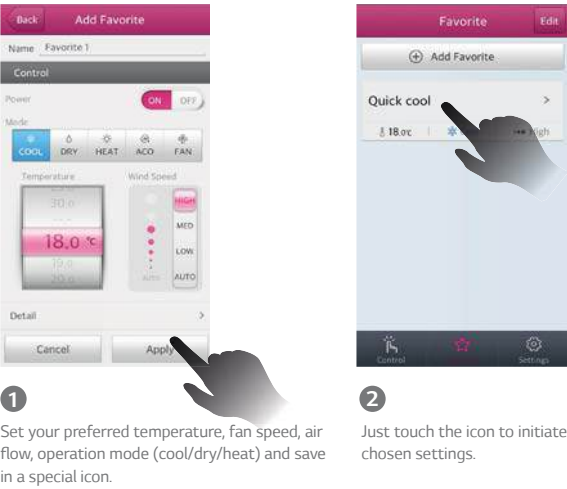 Back
Add Favorite
Name Favorite 1
Control
Power
ON OFF
Mode
COOL DRY HEAT ACO FAN
Temperature
Wind Speed
30.0
HIGH
MED
18.0 °C
LOW
AUTO AUTO
Detail
Cancel
Apply
1
Set your preferred temperature, fan speed, air
flow, operation mode (cool/dry/heat) and save
in a special icon.
Favorite
Edit
Add Favorite
Quick cool
18.0°C
High
Control
Settings
2
Just touch the icon to initiate
chosen settings.